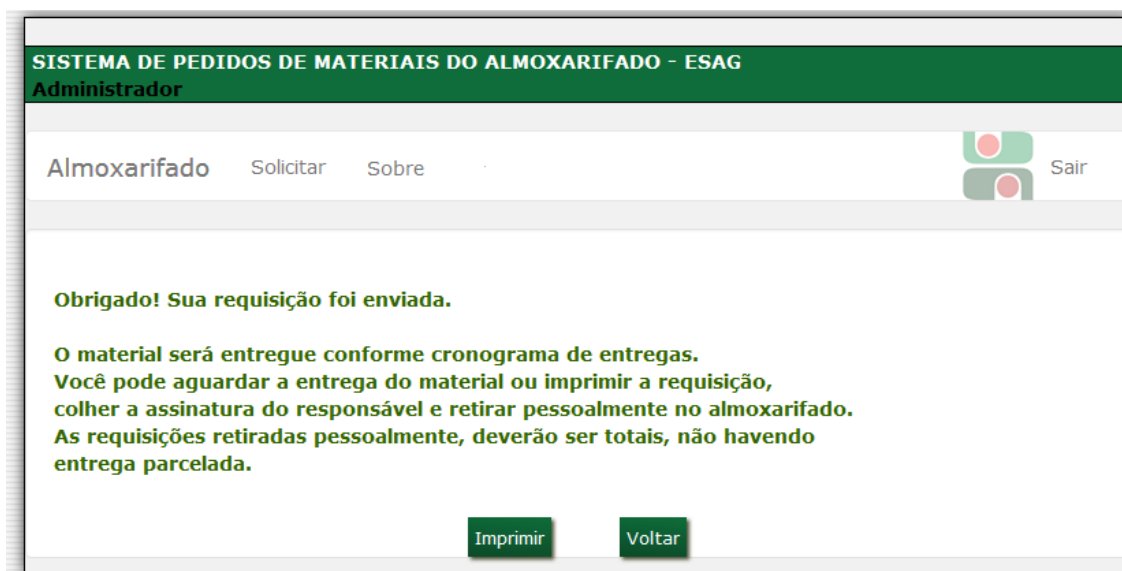 SISTEMA DE PEDIDOS DE MATERIAIS DO ALMOXARIFADO - ESAG
Administrador
Almoxarifado Solicitar Sobre Sair
Obrigado! Sua requisição foi enviada.
O material será entregue conforme cronograma de entregas.
Você pode aguardar a entrega do material ou imprimir a requisição,
colher a assinatura do responsável e retirar pessoalmente no almoxarifado.
As requisições retiradas pessoalmente, deverão ser totais, não havendo
entrega parcelada.
Imprimir Voltar